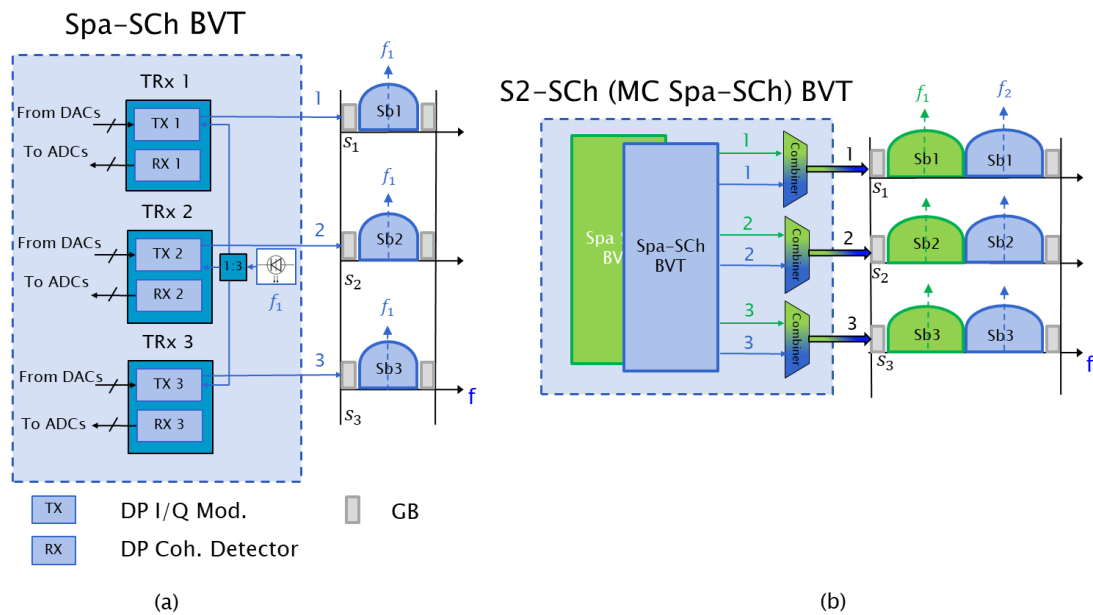 Spa-SCh BVT
TRx 1
From DACs
TX 1
To ADCs
RX 1
1
f1
Sb1
s1
TRx 2
From DACs
TX 2
To ADCs
RX 2
1:3
f1
2
f1
Sb2
s2
TRx 3
From DACs
TX 3
To ADCs
RX 3
3
f1
Sb3
f
s3
TX
DP I/Q Mod.
GB
RX
DP Coh. Detector
(a)
S2-SCh (MC Spa-SCh) BVT
Spa
BV
Spa-SCh
BVT
1
1
Combiner
1
f1
f2
Sb1
Sb1
s1
f
2
2
Combiner
2
Sb2
Sb2
s2
3
3
Combiner
3
Sb3
Sb3
s3
f
(b)